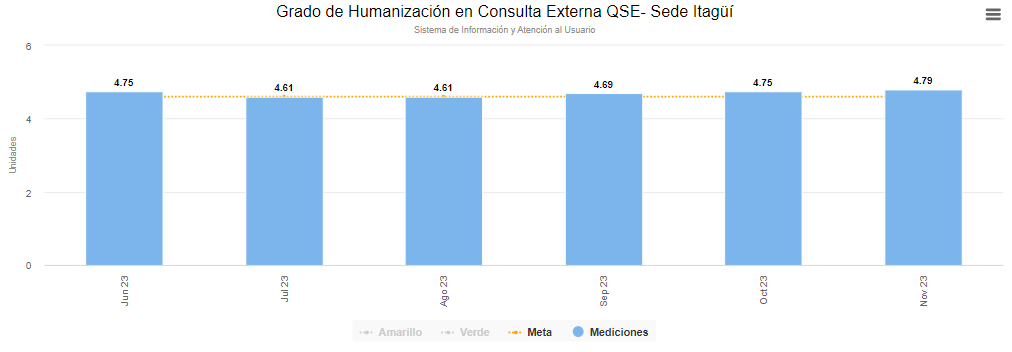 Grado de Humanización en Consulta Externa QSE- Sede Itagüí
Sistema de Información y Atención al Usuario
6
4
2
0
Unidades
4.75
4.61
4.61
4.69
4.75
4.79
Jun 23
Jul 23
Ago 23
Sep 23
Oct 23
Nov 23
Amarillo
Verde
Meta
Mediciones